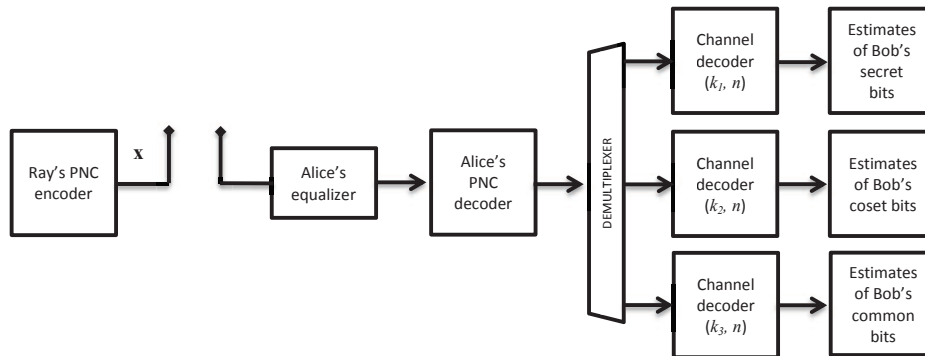 Ray's PNC
encoder
x
Alice's
equalizer
Alice's
PNC
decoder
DEMULTIPLEXER
Channel
decoder
(k1, n)
Estimates
of Bob's
secret
bits
Channel
decoder
(k2, n)
Estimates
of Bob's
coset bits
Channel
decoder
(k3, n)
Estimates
of Bob's
common
bits